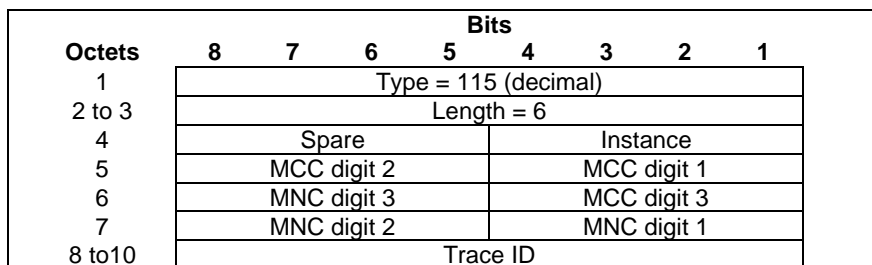 Bits
Octets 8 7 6 5 4 3 2 1
1 Type = 115 (decimal)
2 to 3 Length = 6
4 Spare Instance
5 MCC digit 2 MCC digit 1
6 MNC digit 3 MCC digit 3
7 MNC digit 2 MNC digit 1
8 to10 Trace ID